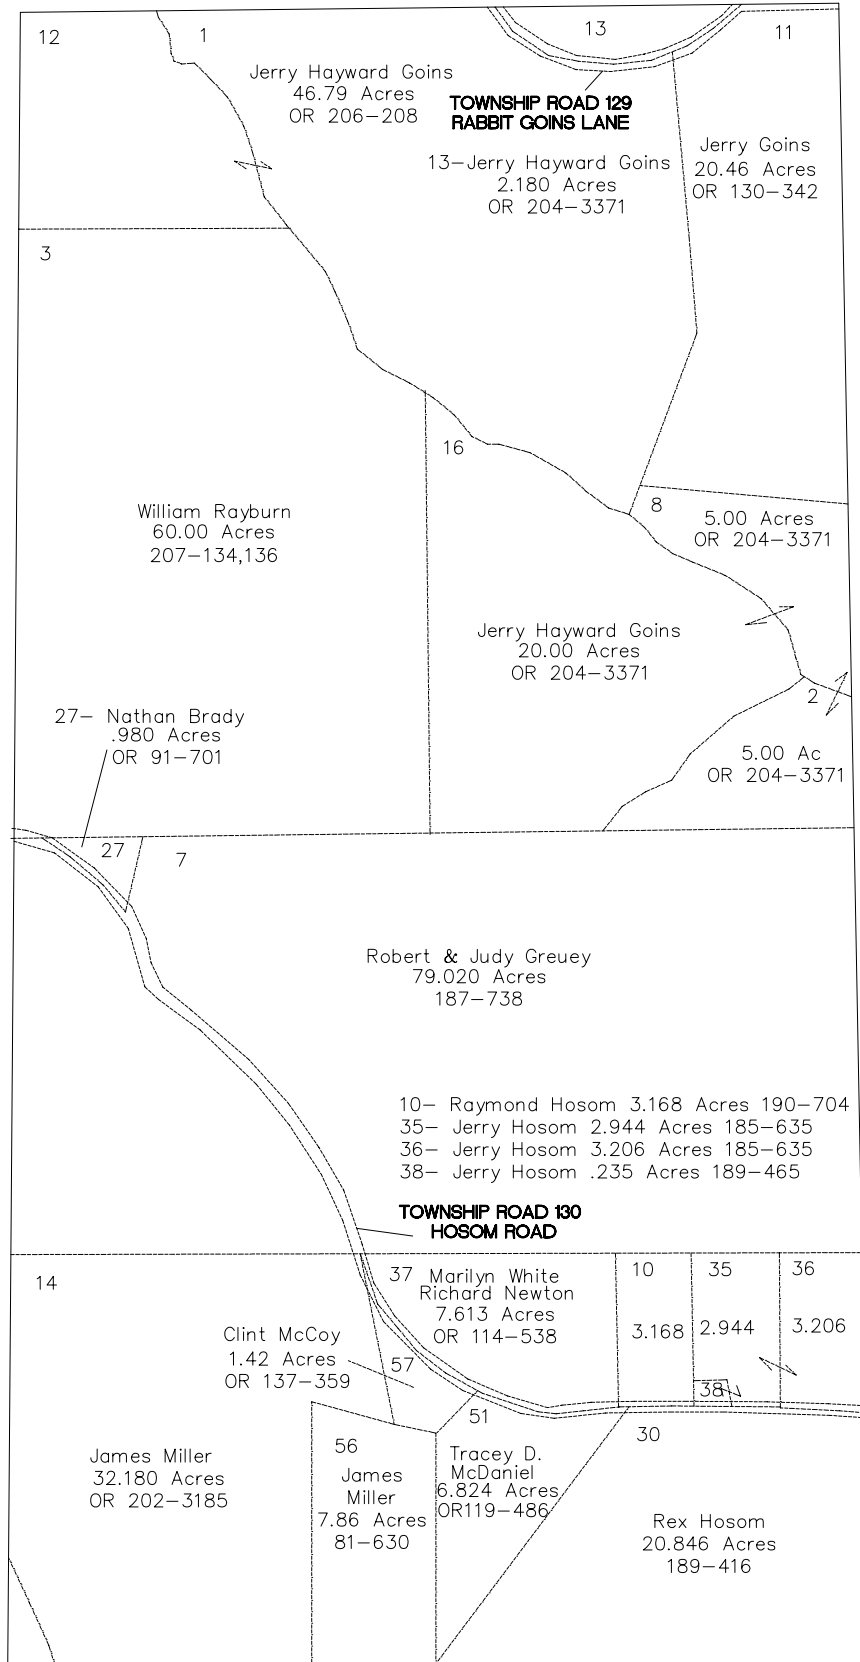 12
1
13
11
Jerry Hayward Goins
46.79 Acres
OR 206-208
TOWNSHIP ROAD 129
RABBIT GOINS LANE
13-Jerry Hayward Goins
2.180 Acres
OR 204-3371
Jerry Goins
20.46 Acres
OR 130-342
3
16
William Rayburn
60.00 Acres
207-134,136
8
5.00 Acres
OR 204-3371
Jerry Hayward Goins
20.00 Acres
OR 204-3371
2
5.00 Ac
OR 204-3371
27- Nathan Brady
.980 Acres
OR 91-701
27
7
Robert & Judy Greuey
79.020 Acres
187-738
10- Raymond Hosom 3.168 Acres 190-704
35- Jerry Hosom 2.944 Acres 185-635
36- Jerry Hosom 3.206 Acres 185-635
38- Jerry Hosom .235 Acres 189-465
TOWNSHIP ROAD 130
HOSOM ROAD
14
37
Marilyn White
Richard Newton
7.613 Acres
OR 114-538
10
3.168
35
2.944
36
3.206
38
Clint McCoy
1.42 Acres
OR 137-359
57
51
30
James Miller
32.180 Acres
OR 202-3185
56
James
Miller
7.86 Acres
81-630
Tracey D.
McDaniel
6.824 Acres
OR119-486
Rex Hosom
20.846 Acres
189-416